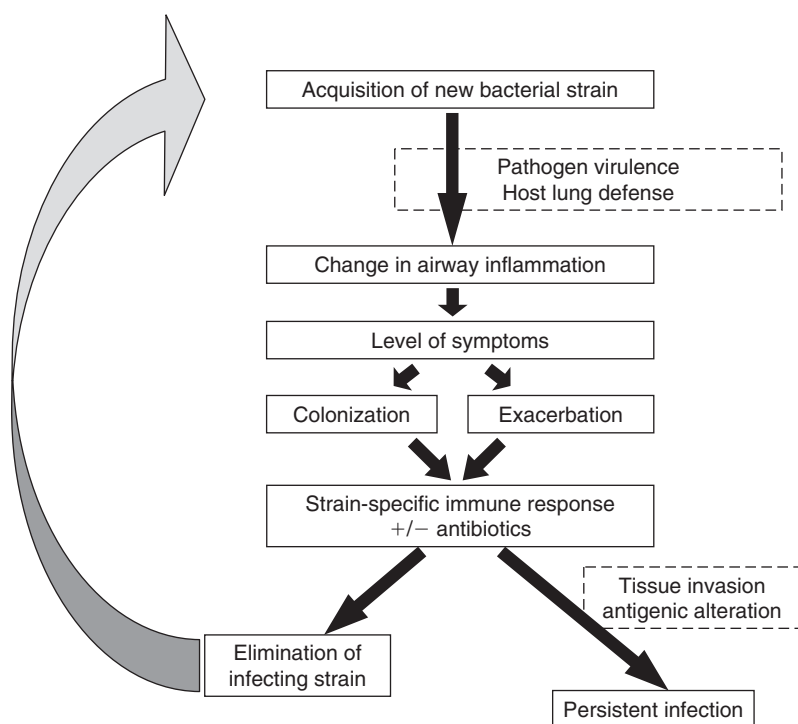 Acquisition of new bacterial strain
Pathogen virulence
Host lung defense
Change in airway inflammation
Level of symptoms
Colonization
Exacerbation
Strain-specific immune response
+/− antibiotics
Tissue invasion
antigenic alteration
Elimination of
infecting strain
Persistent infection